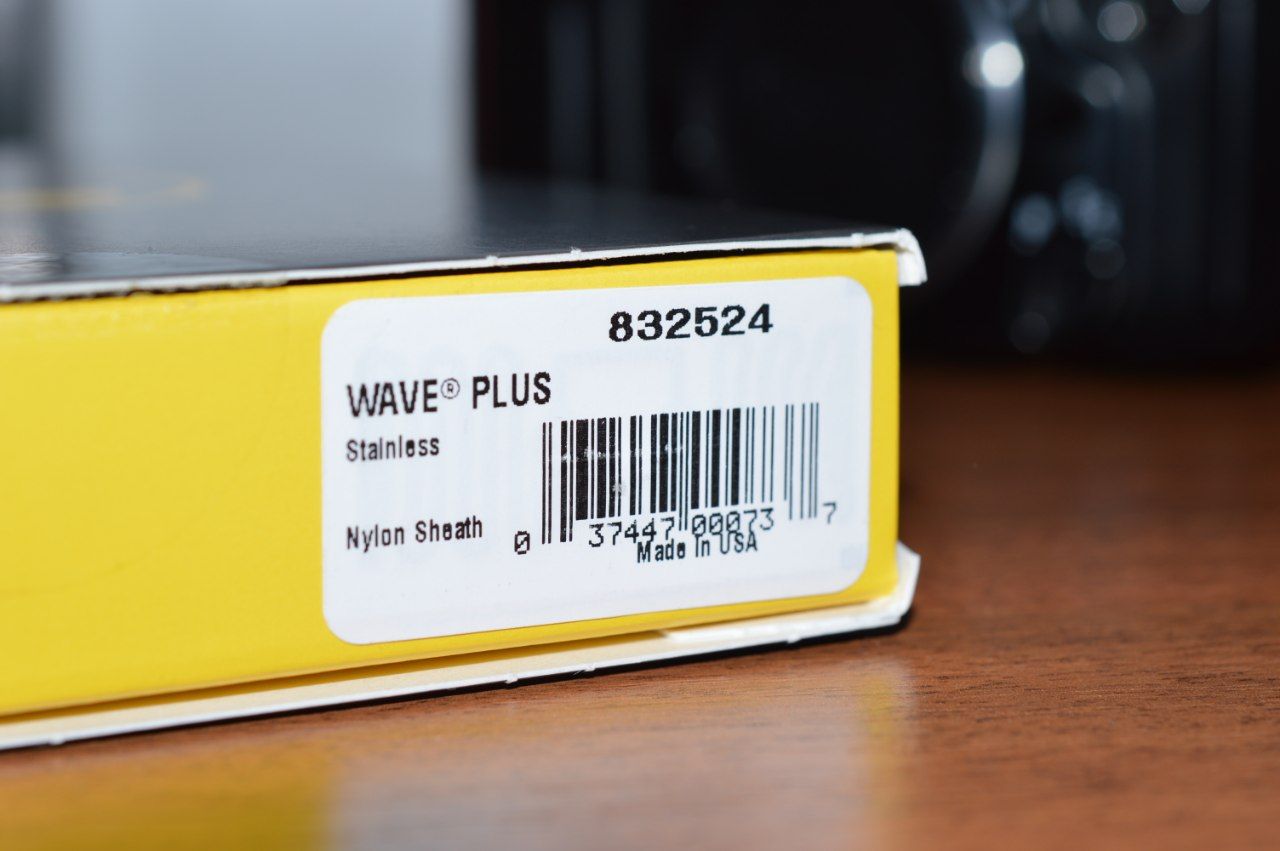 832524
WAVE® PLUS
Stainless
Nylon Sheath
0 37447 00073 7
Made In USA